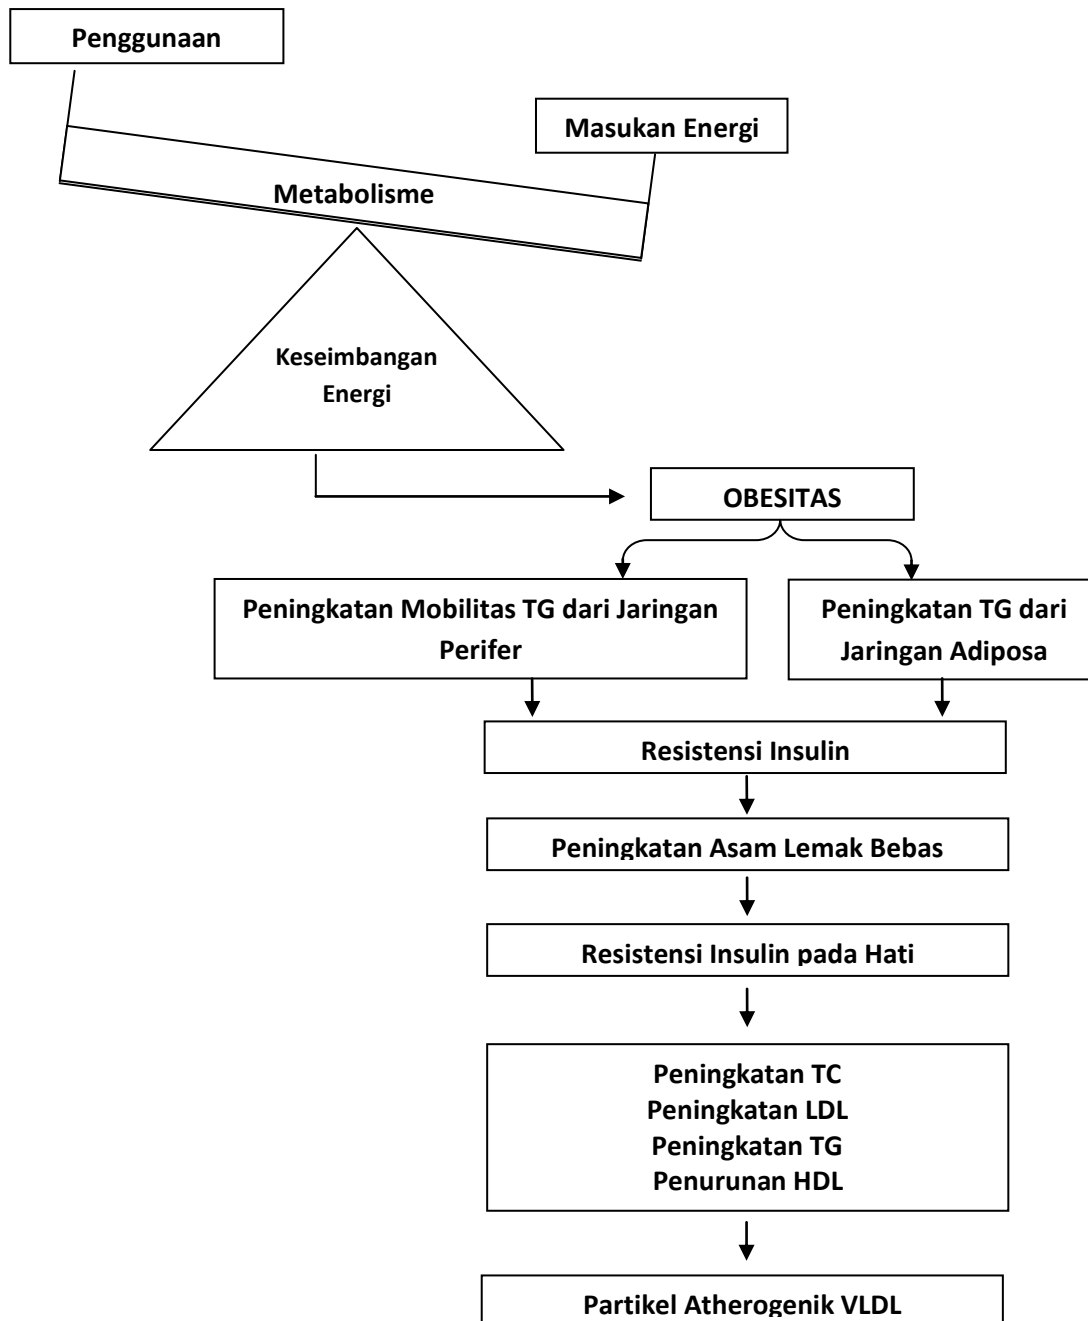 Penggunaan
Masukan Energi
Metabolisme
Keseimbangan
Energi
OBESITAS
Peningkatan Mobilitas TG dari Jaringan
Perifer
Peningkatan TG dari
Jaringan Adiposa
Resistensi Insulin
Peningkatan Asam Lemak Bebas
Resistensi Insulin pada Hati
Peningkatan TC
Peningkatan LDL
Peningkatan TG
Penurunan HDL
Partikel Atherogenik VLDL